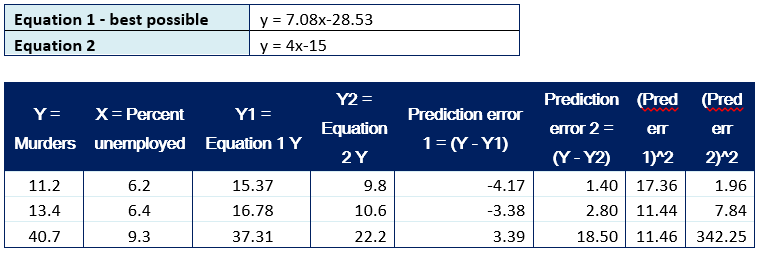 Equation 1 - best possible y = 7.08x-28.53
Equation 2 y = 4x-15
Y = Murders X = Percent unemployed Y1 = Equation 1 Y Y2 = Equation 2 Y Prediction error 1 = (Y - Y1) Prediction error 2 = (Y - Y2) (Pred err 1)^2 (Pred err 2)^2
11.2 6.2 15.37 9.8 -4.17 1.40 17.36 1.96
13.4 6.4 16.78 10.6 -3.38 2.80 11.44 7.84
40.7 9.3 37.31 22.2 3.39 18.50 11.46 342.25